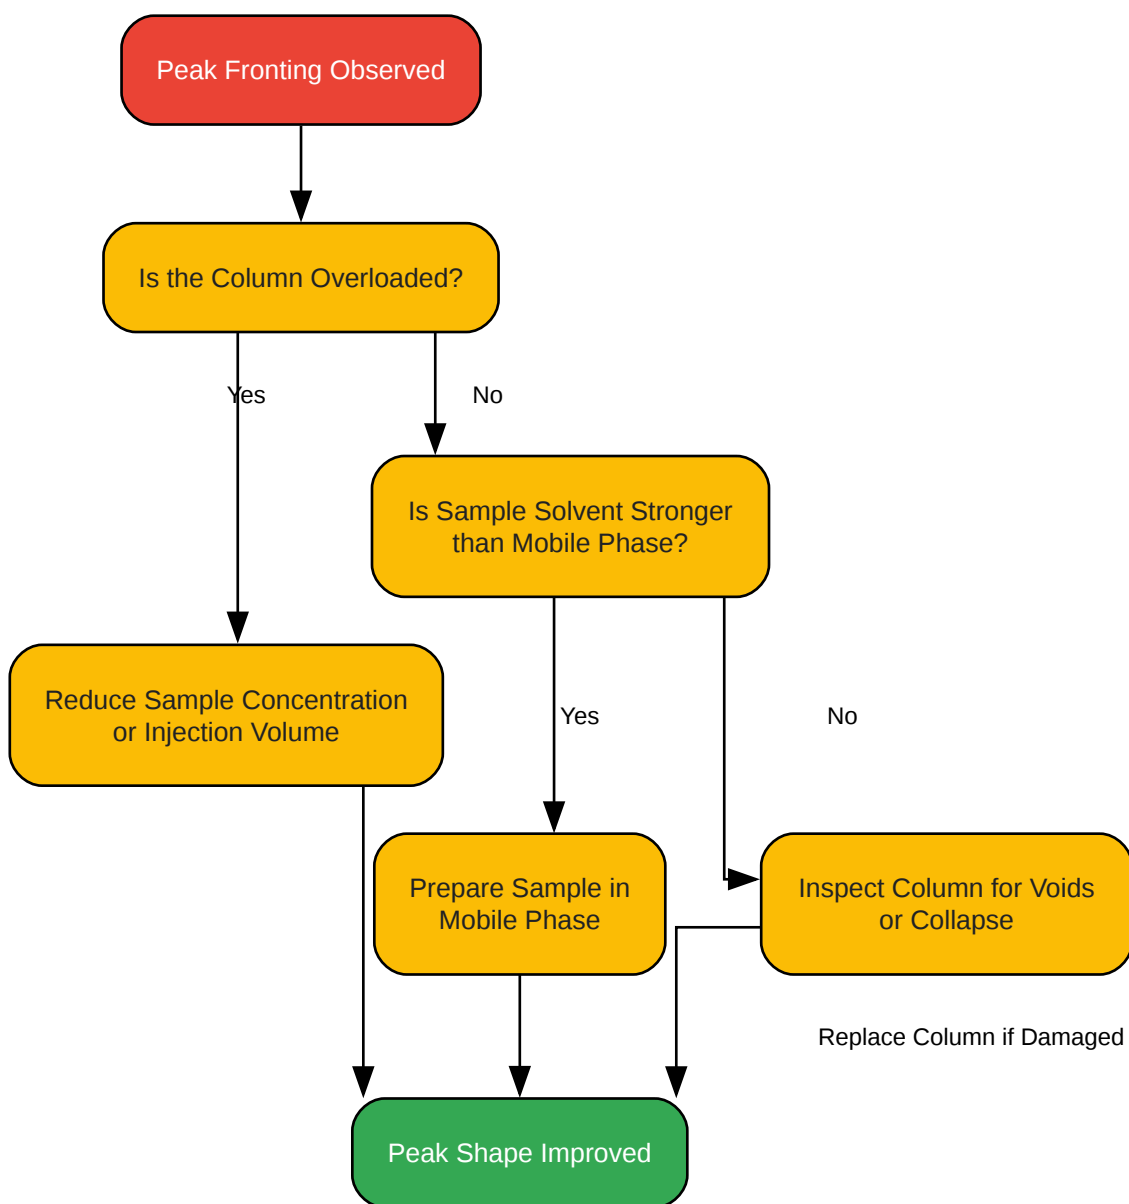 Peak Fronting Observed
Is the Column Overloaded?
Yes
No
Is Sample Solvent Stronger
than Mobile Phase?
Reduce Sample Concentration
or Injection Volume
Yes
No
Prepare Sample in
Mobile Phase
Inspect Column for Voids
or Collapse
Replace Column if Damaged
Peak Shape Improved